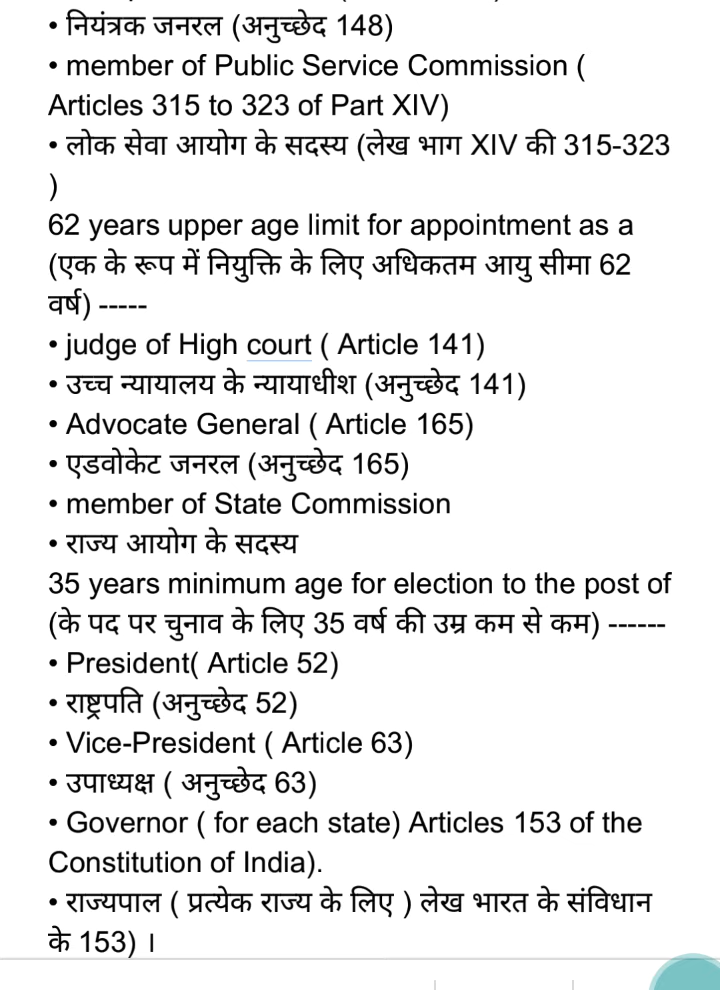 • नियंत्रक जनरल (अनुच्छेद 148)
• member of Public Service Commission (
Articles 315 to 323 of Part XIV)
• लोक सेवा आयोग के सदस्य (लेख भाग XIV की 315-323
)
62 years upper age limit for appointment as a
(एक के रूप में नियुक्ति के लिए अधिकतम आयु सीमा 62
वर्ष) -----
• judge of High court ( Article 141)
• उच्च न्यायालय के न्यायाधीश (अनुच्छेद 141)
• Advocate General ( Article 165)
• एडवोकेट जनरल (अनुच्छेद 165)
• member of State Commission
• राज्य आयोग के सदस्य
35 years minimum age for election to the post of
(के पद पर चुनाव के लिए 35 वर्ष की उम्र कम से कम) ------
• President( Article 52)
• राष्ट्रपति (अनुच्छेद 52)
• Vice-President ( Article 63)
• उपाध्यक्ष ( अनुच्छेद 63)
• Governor ( for each state) Articles 153 of the
Constitution of India).
• राज्यपाल ( प्रत्येक राज्य के लिए ) लेख भारत के संविधान
के 153) ।